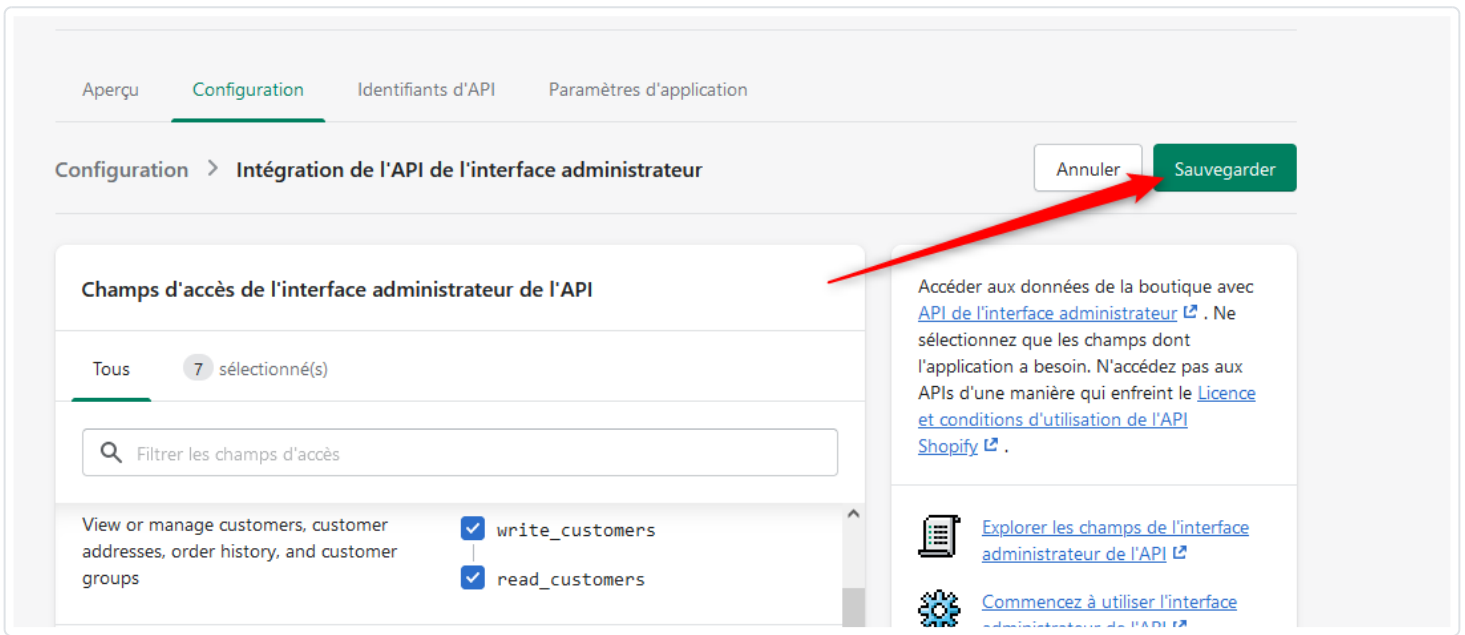 Aperçu Configuration Identifiants d'API Paramètres d'application
Configuration > Intégration de l'API de l'interface administrateur Annuler Sauvegarder
Champs d'accès de l'interface administrateur de l'API
Tous 7 sélectionné(s)
Filtrer les champs d'accès
View or manage customers, customer
addresses, order history, and customer
groups
write_customers
read_customers
Accéder aux données de la boutique avec
API de l'interface administrateur . Ne
sélectionnez que les champs dont
l'application a besoin. N'accédez pas aux
APIs d'une manière qui enfreint le Licence
et conditions d'utilisation de l'API
Shopify .
Explorer les champs de l'interface
administrateur de l'API
Commencez à utiliser l'interface
administrateur de l'API